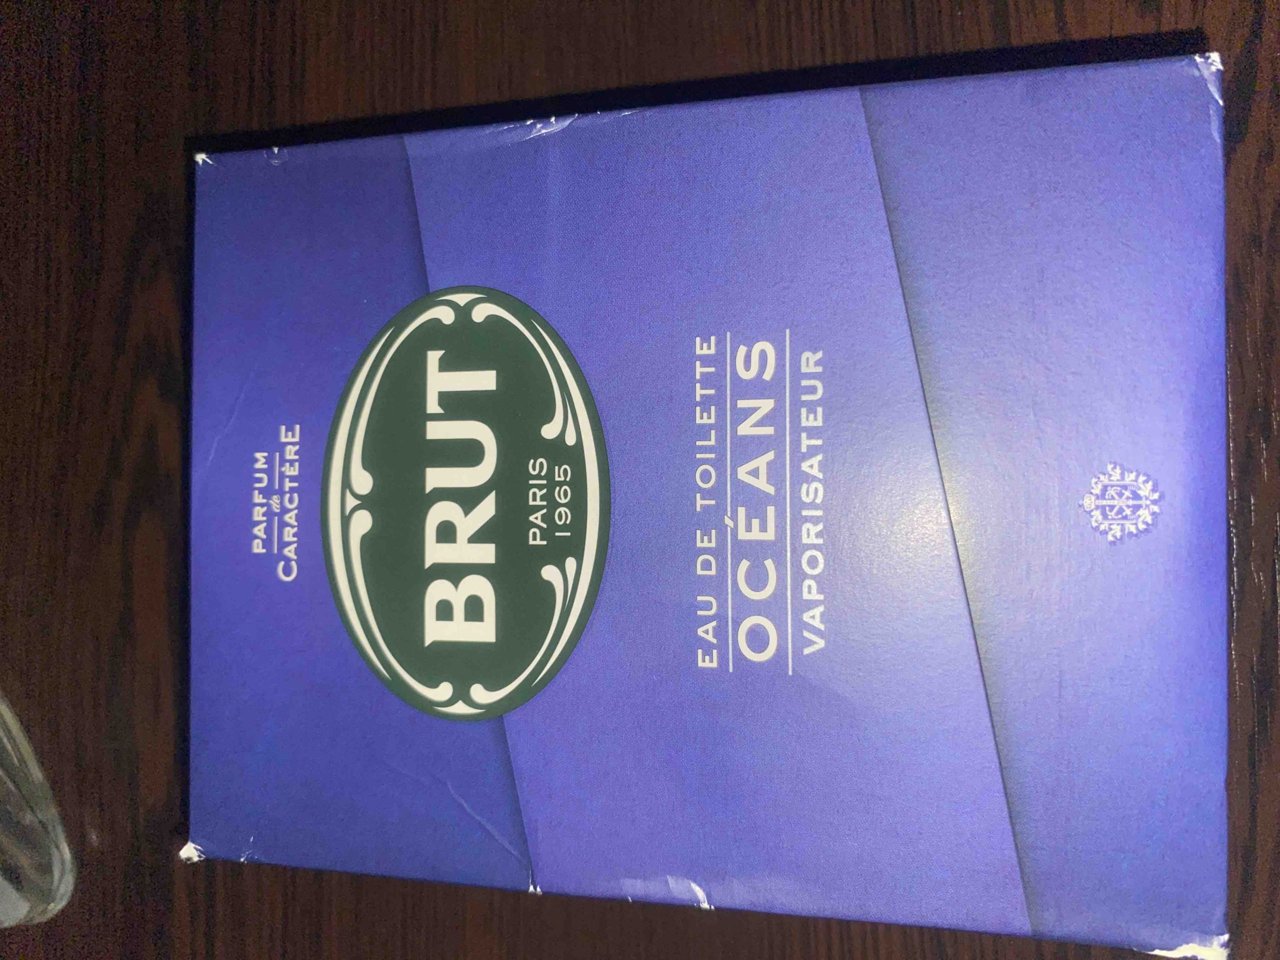 PARFUM
de
CARACTÈRE
BRUT
PARIS
1965
EAU DE TOILETTE
OCÉANS
VAPORISATEUR